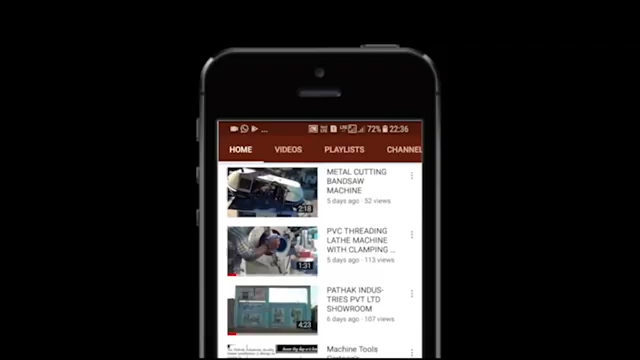 ... 72% 22:36
HOME VIDEOS PLAYLISTS CHANNEL
METAL CUTTING
BANDSAW
MACHINE
5 days ago · 52 views
2:18
PVC THREADING
LATHE MACHINE
WITH CLAMPING ...
5 days ago · 113 views
1:31
PATHAK INDUS-
TRIES PVT LTD
SHOWROOM
6 days ago · 107 views
4:23
Machine Tools